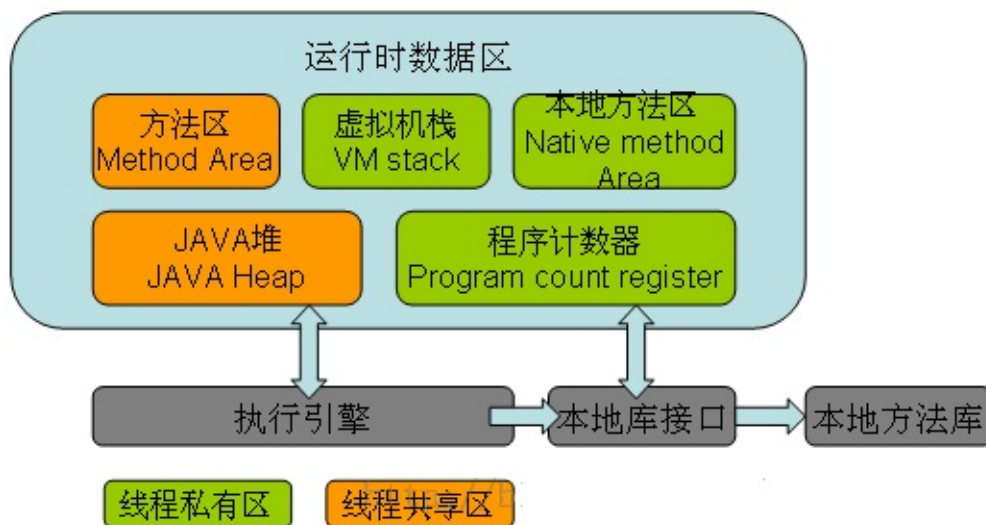 运行时数据区
方法区
Method Area
虚拟机栈
VM stack
本地方法区
Native method
Area
JAVA堆
JAVA Heap
程序计数器
Program count register
执行引擎
本地库接口
本地方法库
线程私有区
线程共享区